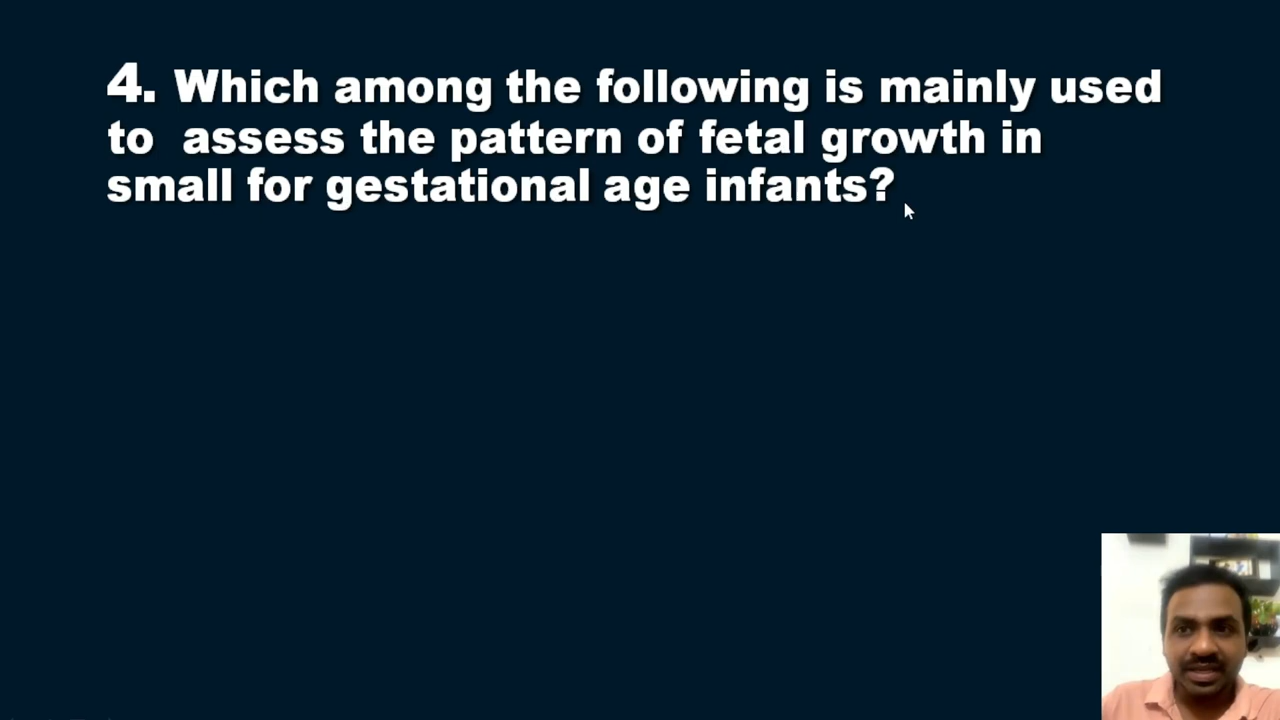 4. Which among the following is mainly used
to assess the pattern of fetal growth in
small for gestational age infants?